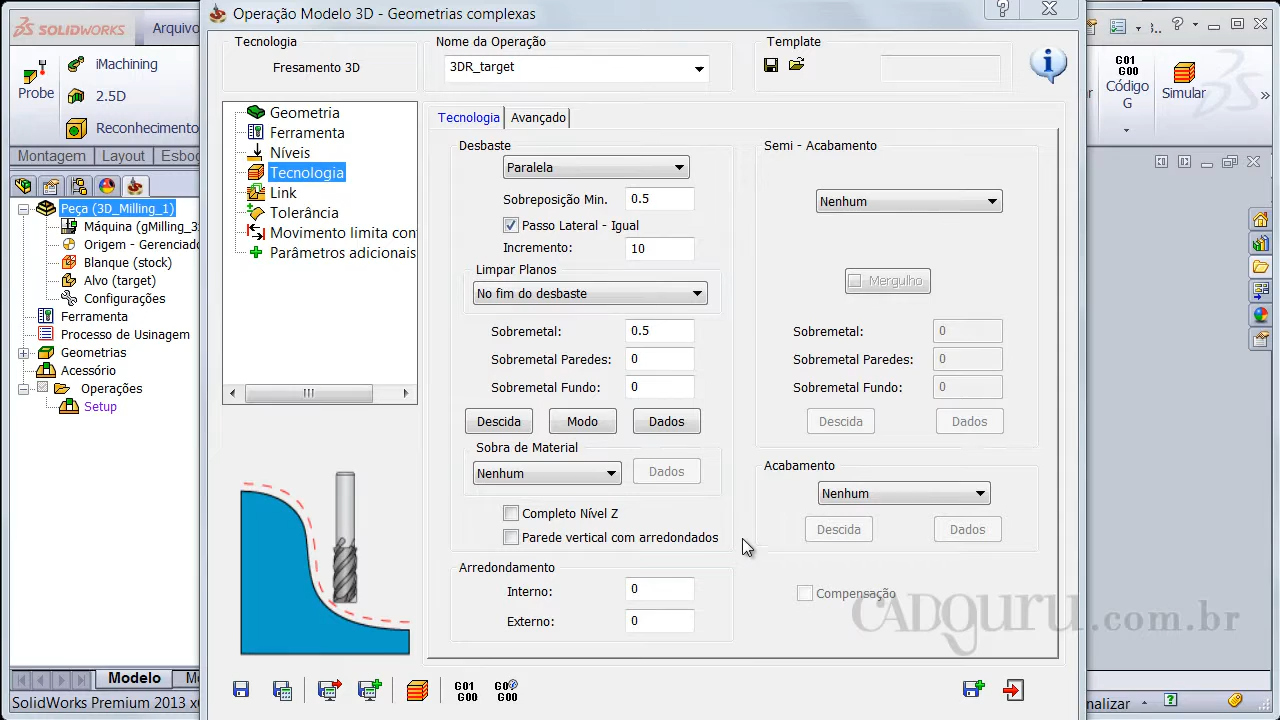 SOLIDWORKS
Arquivo
Operação Modelo 3D - Geometrias complexas
Probe
iMachining
2.5D
Reconhecimento
Montagem
Layout
Esboç
G01
G00
Código
G
Simular
Peça (3D_Milling_1)
Máquina (gMilling_3
Origem - Gerenciado
Blanque (stock)
Alvo (target)
Configurações
Ferramenta
Processo de Usinagem
Geometrias
Acessório
Operações
Setup
Modelo
SolidWorks Premium 2013 x
Tecnologia
Fresamento 3D
Nome da Operação
3DR_target
Template
Geometria
Ferramenta
Níveis
Tecnologia
Link
Tolerância
Movimento limita con
Parâmetros adicionais
Tecnologia
Avançado
Desbaste
Paralela
Sobreposição Min.
0.5
Passo Lateral - Igual
Incremento:
10
Limpar Planos
No fim do desbaste
Sobremetal:
0.5
Sobremetal Paredes:
0
Sobremetal Fundo:
0
Descida
Modo
Dados
Sobra de Material
Nenhum
Dados
Completo Nível Z
Parede vertical com arredondados
Arredondamento
Interno:
0
Externo:
0
Semi - Acabamento
Nenhum
Mergulho
Sobremetal:
0
Sobremetal Paredes:
0
Sobremetal Fundo:
0
Descida
Dados
Acabamento
Nenhum
Descida
Dados
Compensação
CADGURU.com.br
G01
G00
G00
nalizar